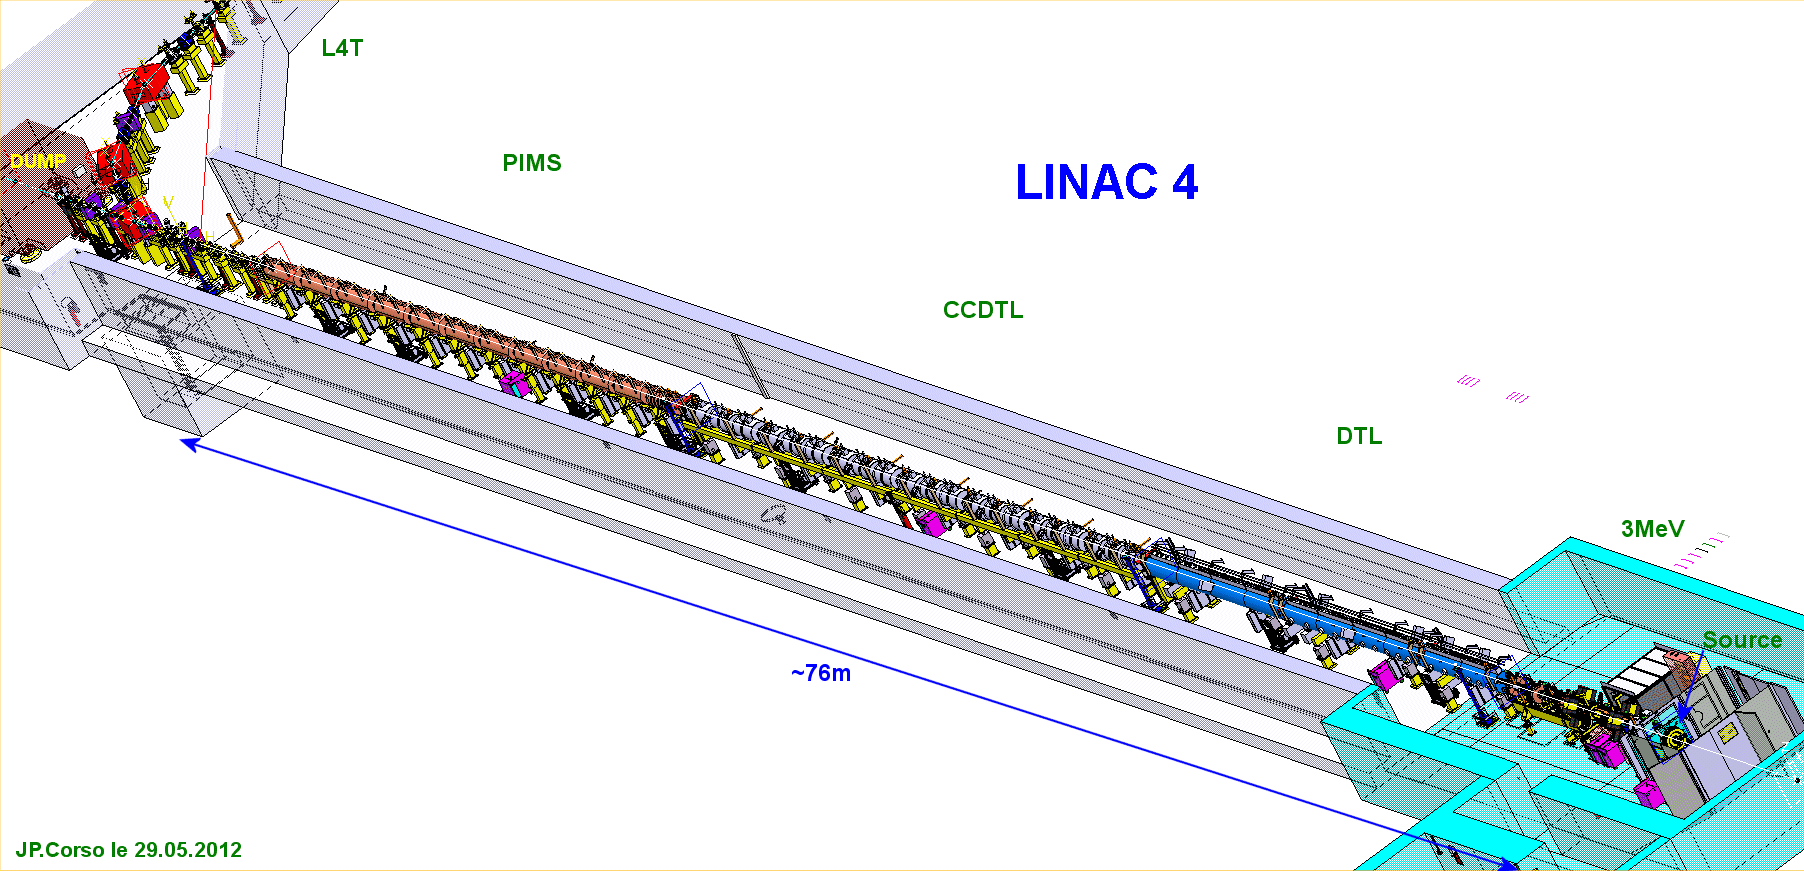 L4T
DUMP
PIMS
LINAC 4
V
H
CCDTL
DTL
3MeV
Source
~76m
JP.Corso le 29.05.2012